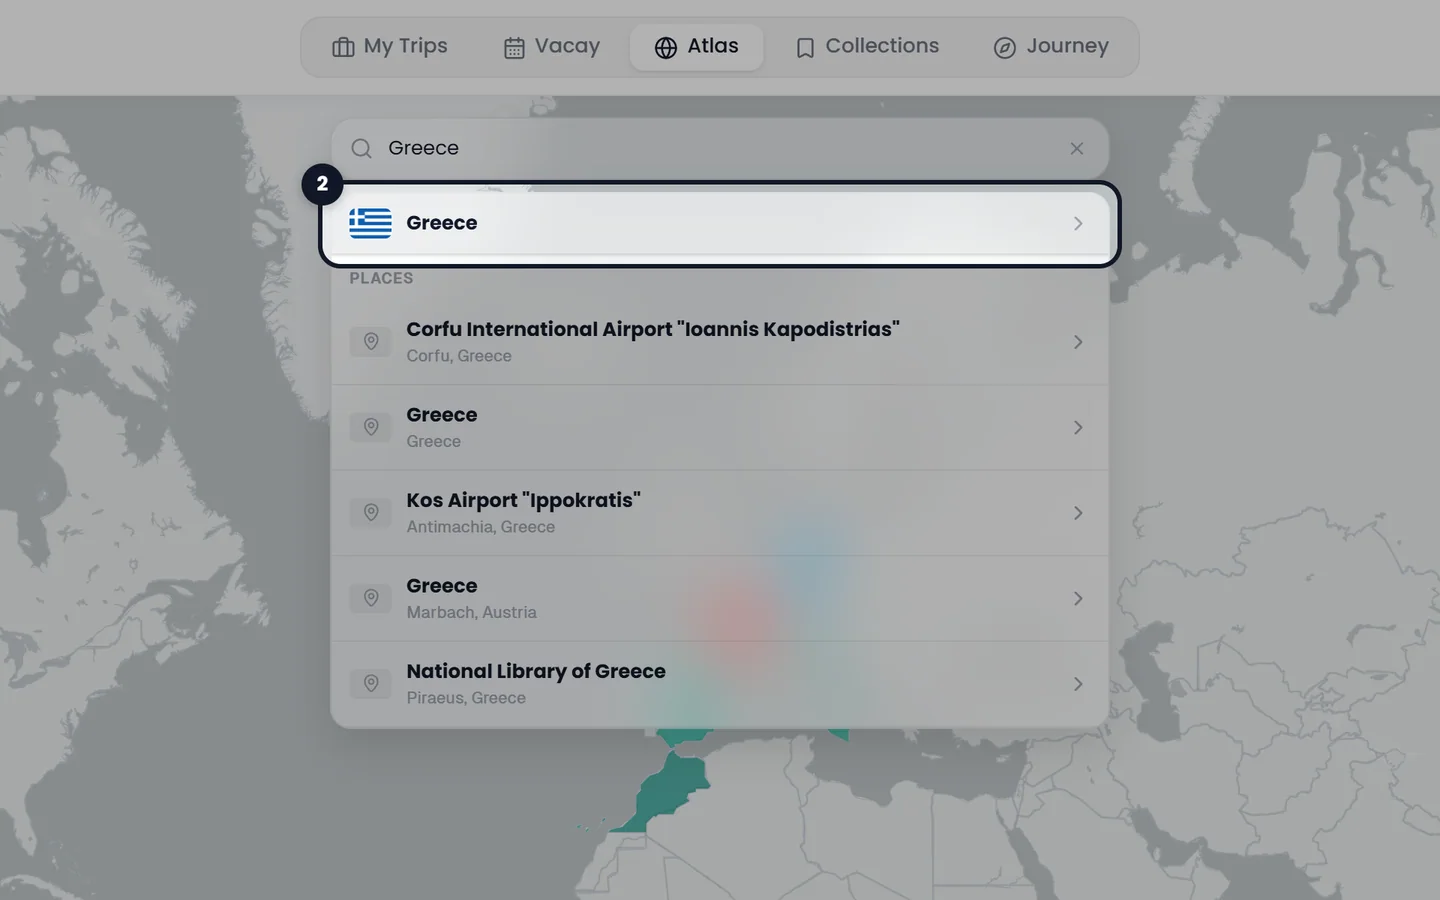 My Trips
Vacay
Atlas
Collections
Journey
Greece
2
Greece
PLACES
Corfu International Airport "Ioannis Kapodistrias"
Corfu, Greece
Greece
Greece
Kos Airport "Ippokratis"
Antimachia, Greece
Greece
Marbach, Austria
National Library of Greece
Piraeus, Greece